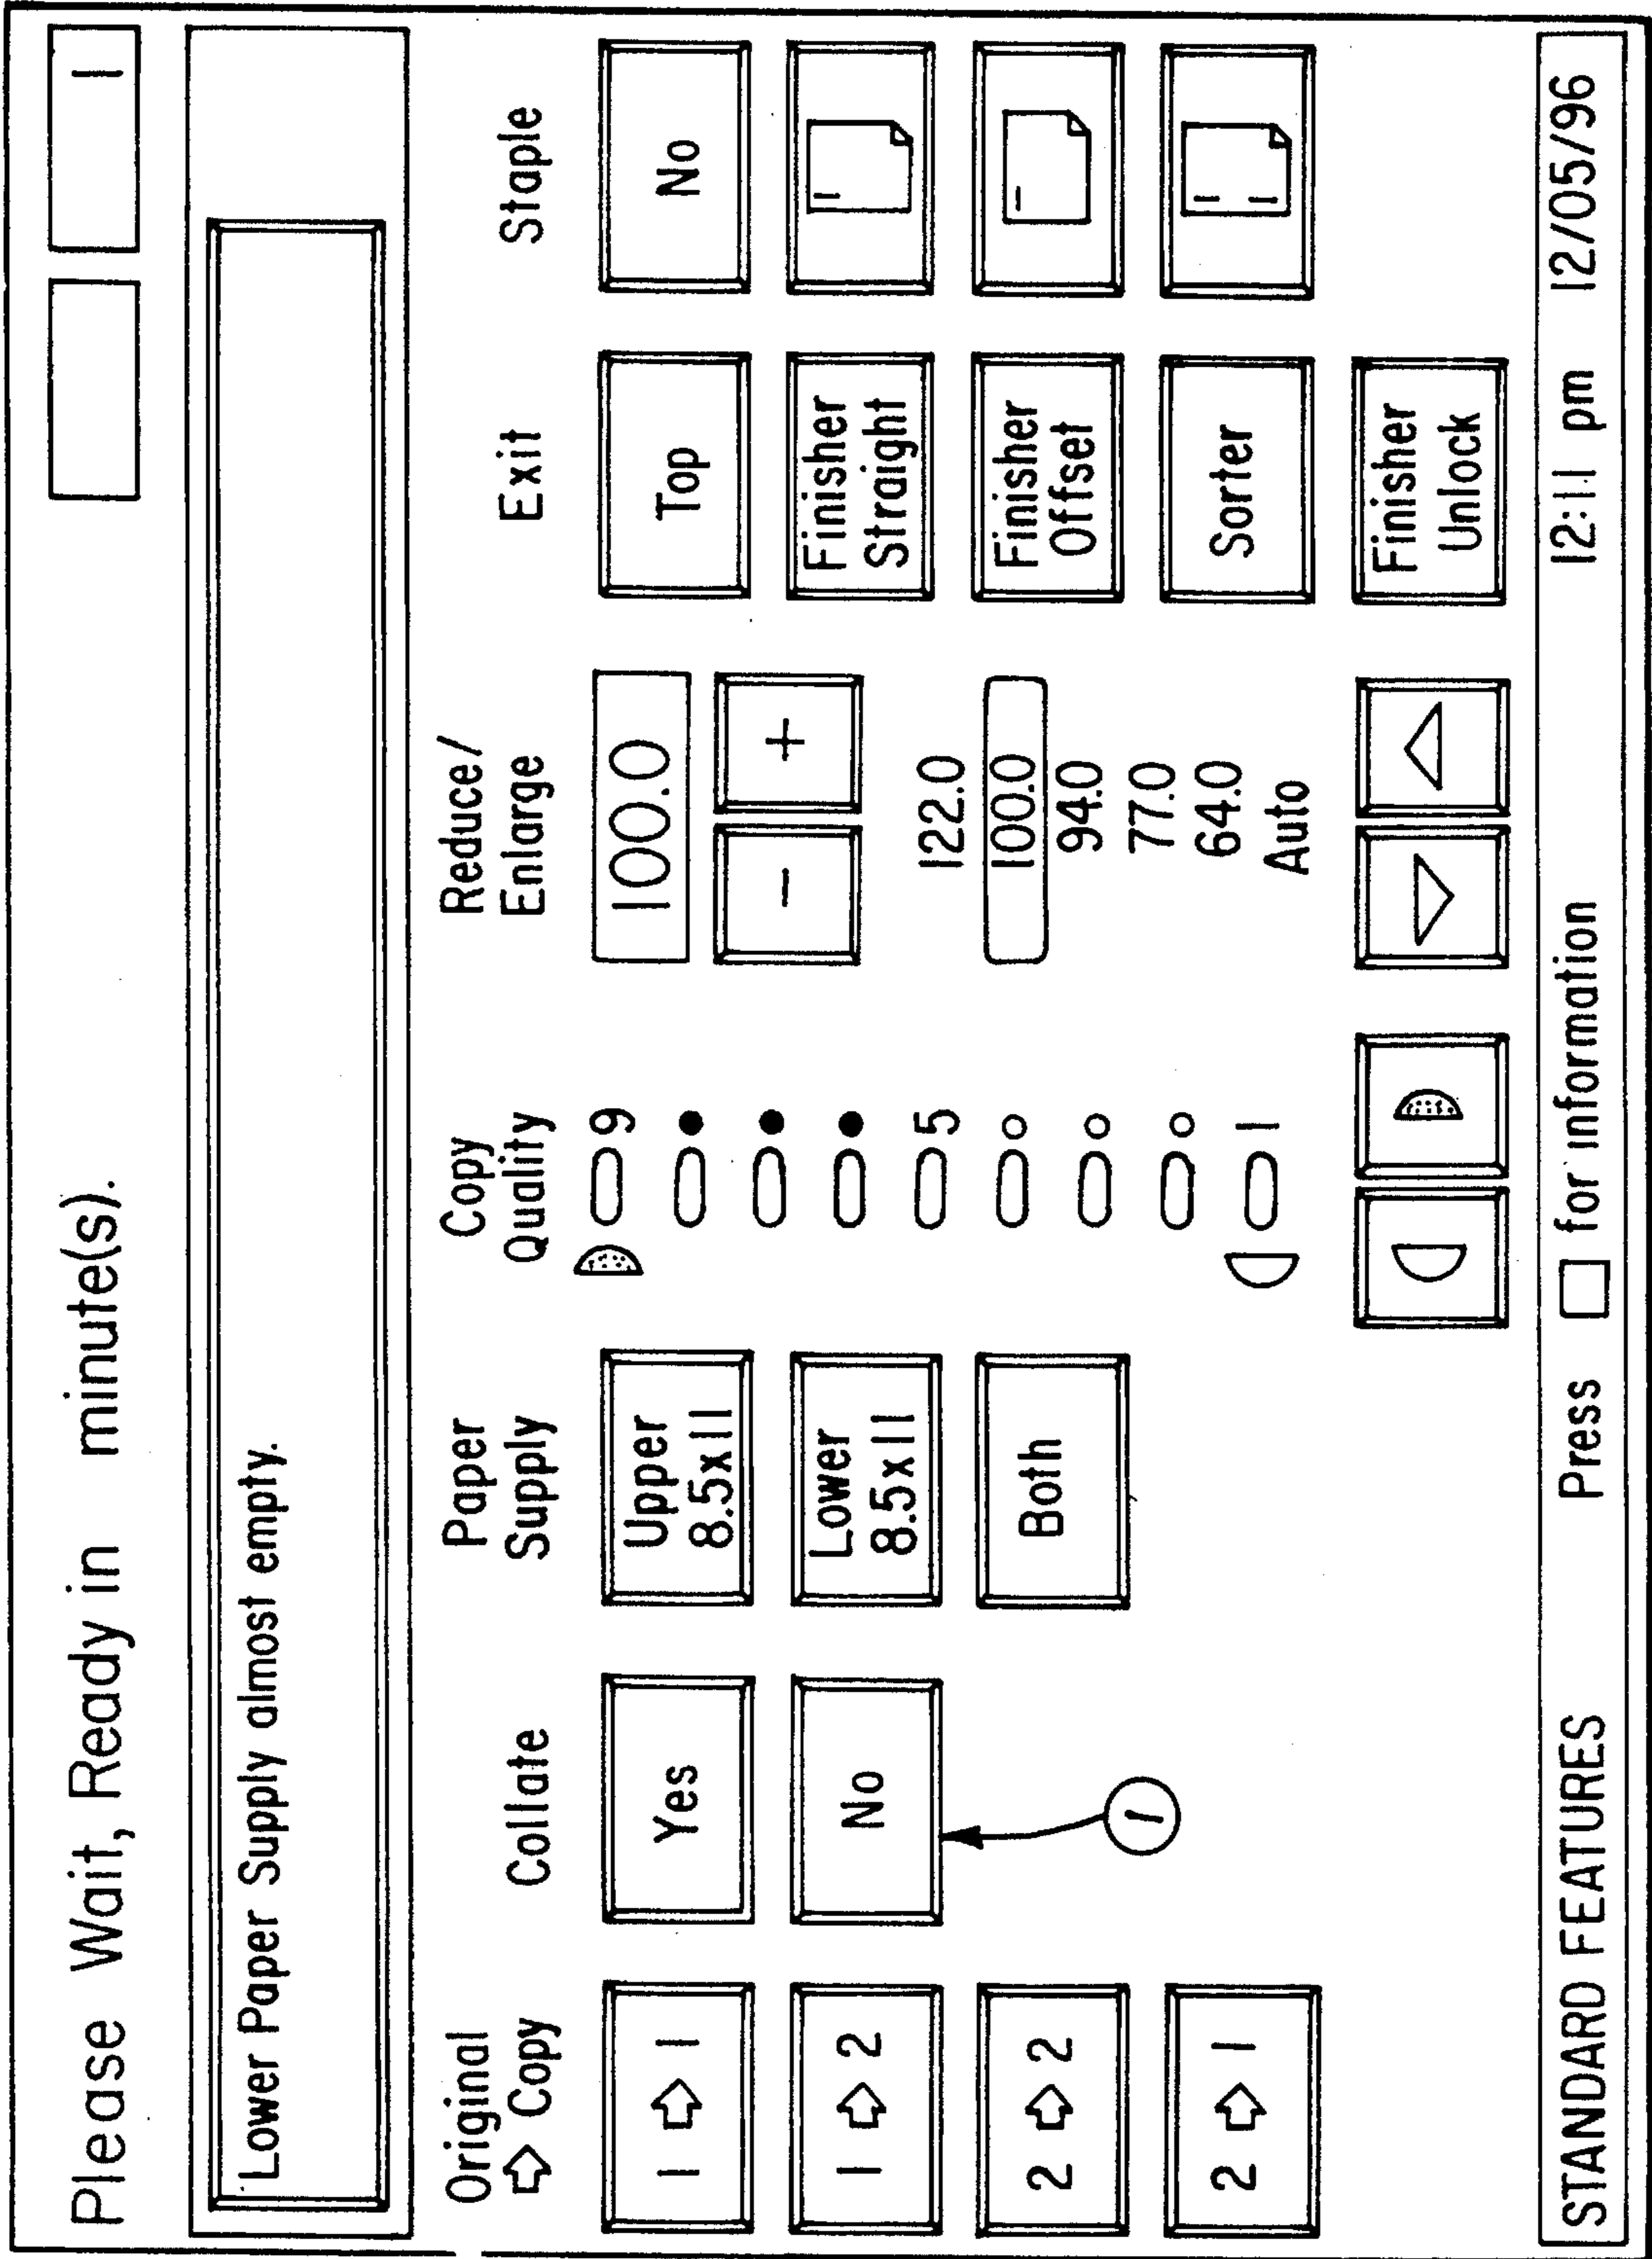 Please Wait, Ready in minute(s). 1
Lower Paper Supply almost empty.
Original
⇨ Copy
1 ⇨ 1
1 ⇨ 2
2 ⇨ 2
2 ⇨ 1
Collate
Yes
No
1
Paper
Supply
Upper
8.5x11
Lower
8.5x11
Both
Copy
Quality
9
5
1
Reduce/
Enlarge
100.0
- +
122.0
100.0
94.0
77.0
64.0
Auto
Exit
Top
Finisher
Straight
Finisher
Offset
Sorter
Finisher
Unlock
Staple
No
STANDARD FEATURES Press for information 12:11 pm 12/05/96